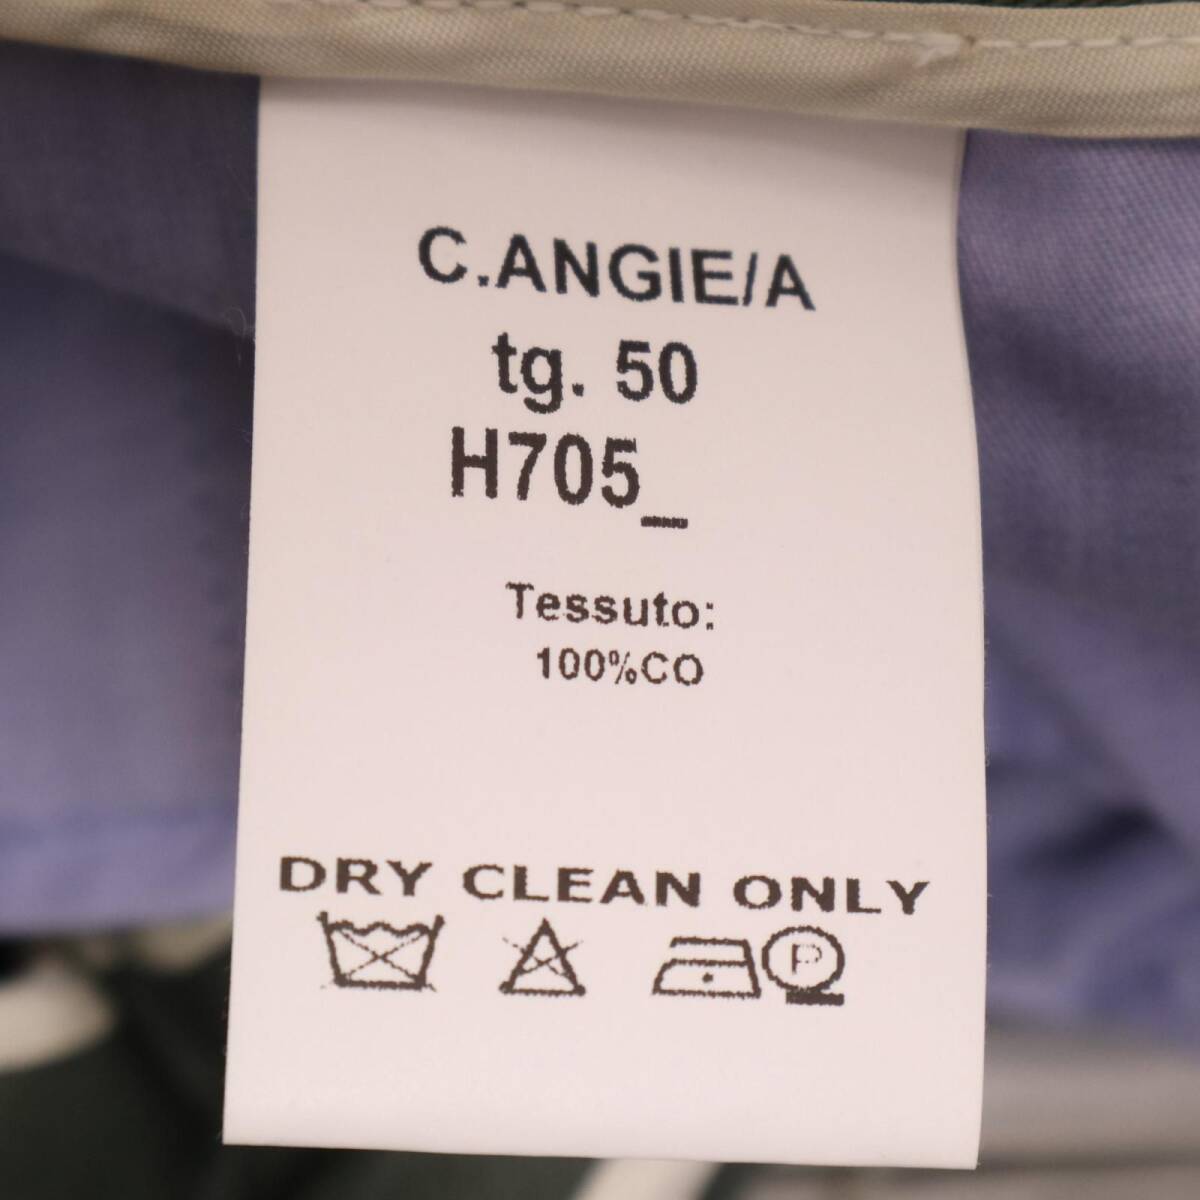 C.ANGIE/A
tg. 50
H705_
Tessuto:
100%CO
DRY CLEAN ONLY
P